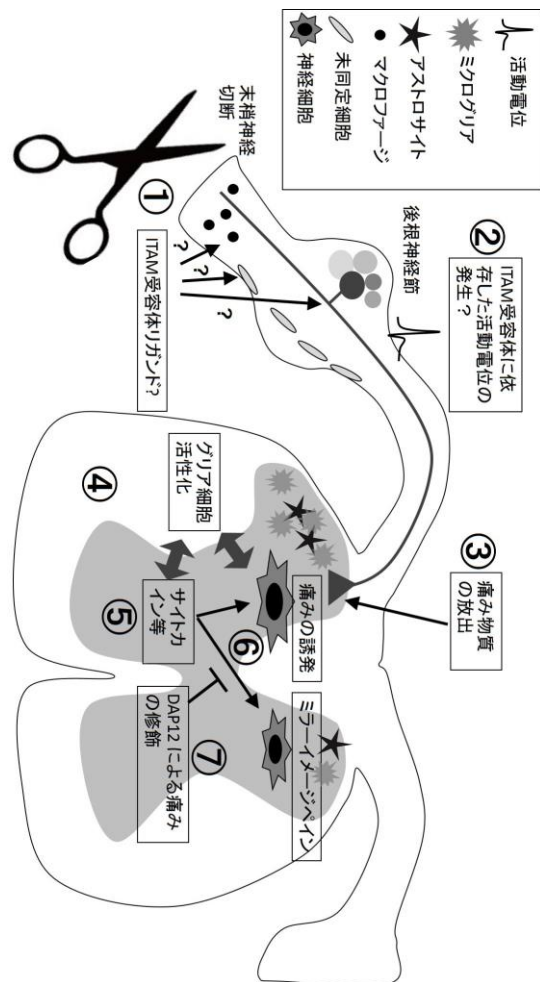 活動電位
ミクログリア
アストロサイト
マクロファージ
未同定細胞
神経細胞
末梢神経
切断
①
ITAM受容体リガンド?
?
?
?
後根神経節
②
ITAM受容体に依
存した活動電位の
発生？
③
痛み物質
の放出
④
グリア細胞
活性化
⑤
サイトカ
イン等
⑥
痛みの誘発
ミラーイメージペイン
⑦
DAP12による痛み
の修飾